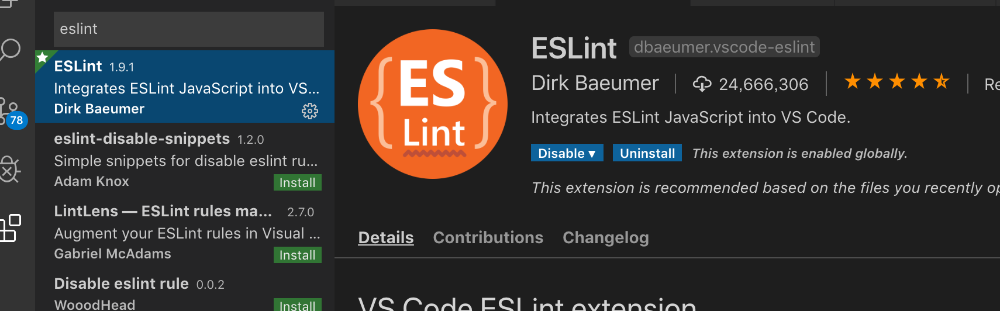 eslint
78
ESLint 1.9.1
Integrates ESLint JavaScript into VS...
Dirk Baeumer
eslint-disable-snippets 1.2.0
Simple snippets for disable eslint ru...
Adam Knox
Install
LintLens — ESLint rules ma... 2.7.0
Augment your ESLint rules in Visual ...
Gabriel McAdams
Install
Disable eslint rule 0.0.2
WooodHead
Install
{ES}
Lint
ESLint dbaeumer.vscode-eslint
Dirk Baeumer | 24,666,306 | ★★★★ | Re
Integrates ESLint JavaScript into VS Code.
Disable ▾ Uninstall This extension is enabled globally.
This extension is recommended based on the files you recently op
Details Contributions Changelog
VS Code ESLint extension